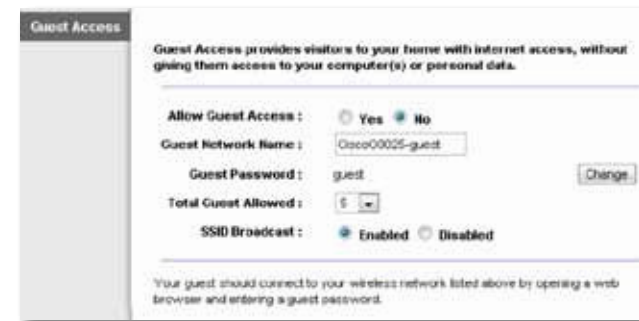 Guest Access
Guest Access provides visitors to your home with internet access, without
giving them access to your computer(s) or personal data.
Allow Guest Access : Yes No
Guest Network Name : Cisco00025-guest
Guest Password : guest Change
Total Guest Allowed : 5
SSID Broadcast : Enabled Disabled
Your guest should connect to your wireless network listed above by opening a web
browser and entering a guest password.